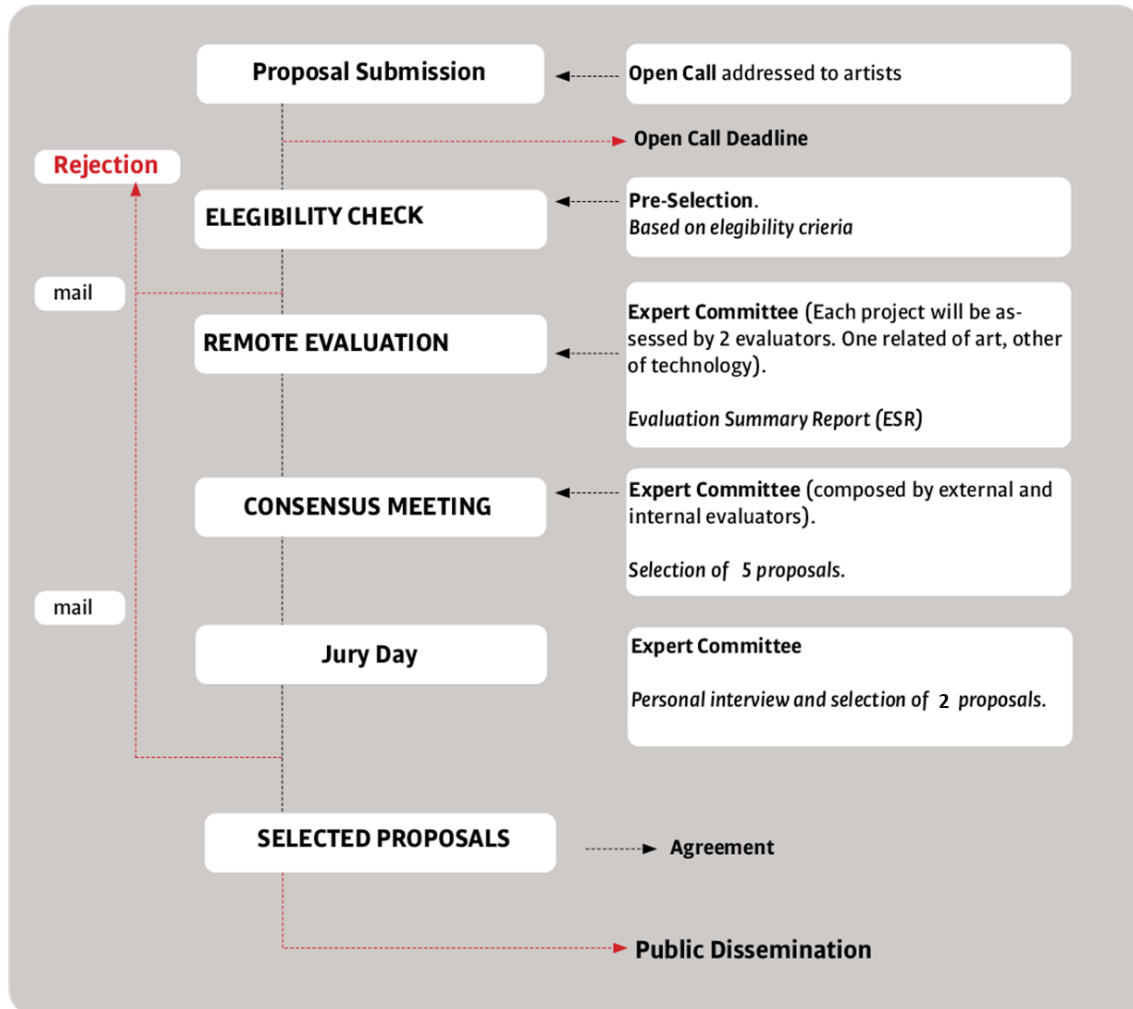 Proposal Submission
Open Call addressed to artists
Open Call Deadline
Rejection
ELEGIBILITY CHECK
Pre-Selection.
Based on elegibility crieria
mail
REMOTE EVALUATION
Expert Committee (Each project will be as-
sessed by 2 evaluators. One related of art, other
of technology).
Evaluation Summary Report (ESR)
CONSENSUS MEETING
Expert Committee (composed by external and
internal evaluators).
Selection of 5 proposals.
mail
Jury Day
Expert Committee
Personal interview and selection of 2 proposals.
SELECTED PROPOSALS
Agreement
Public Dissemination